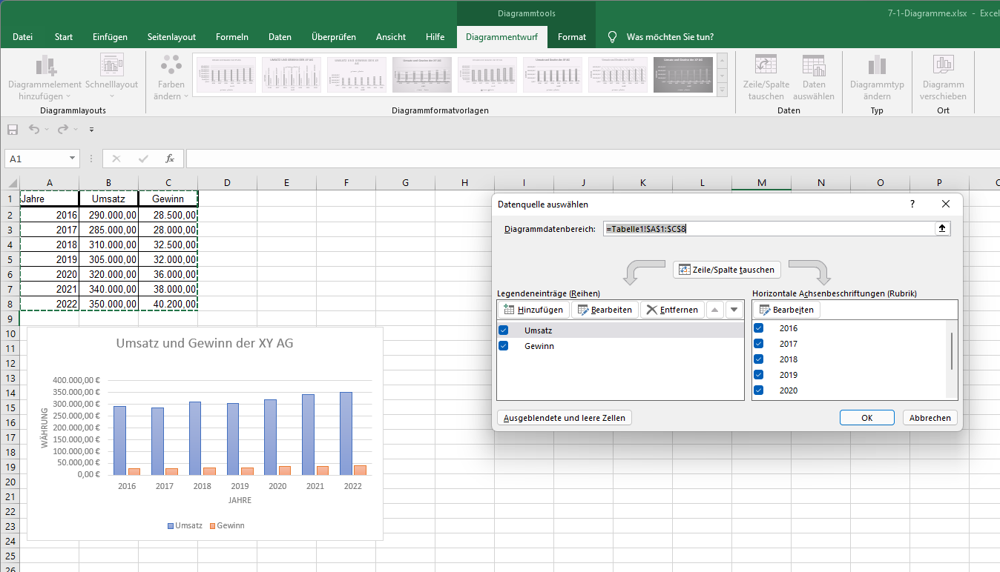 Diagrammtools
7-1-Diagramme.xlsx - Excel
Datei Start Einfügen Seitenlayout Formeln Daten Überprüfen Ansicht Hilfe Diagrammentwurf Format Was möchten Sie tun?
Diagrammelement hinzufügen
Schnelllayout
Farben ändern
Zeile/Spalte tauschen
Daten auswählen
Diagrammtyp ändern
Diagramm verschieben
Diagrammlayouts Diagrammformatvorlagen Daten Typ Ort
A1 fx
A B C D E F G H I J K L M N O P
1 Jahre Umsatz Gewinn
2 2016 290.000,00 28.500,00
3 2017 285.000,00 28.000,00
4 2018 310.000,00 32.500,00
5 2019 305.000,00 32.000,00
6 2020 320.000,00 36.000,00
7 2021 340.000,00 38.000,00
8 2022 350.000,00 40.200,00
9
10
11
12
13
14
15
16
17
18
19
20
21
22
23
24
25
26
Umsatz und Gewinn der XY AG
400.000,00 €
350.000,00 €
300.000,00 €
250.000,00 €
200.000,00 €
150.000,00 €
100.000,00 €
50.000,00 €
0,00 €
WÄHRUNG
2016 2017 2018 2019 2020 2021 2022
JAHRE
Umsatz Gewinn
Datenquelle auswählen ?
Diagrammdatenbereich: =Tabelle1!$A$1:$C$8
Zeile/Spalte tauschen
Legendeneinträge (Reihen)
Hinzufügen Bearbeiten Entfernen
Umsatz
Gewinn
Horizontale Achsenbeschriftungen (Rubrik)
Bearbeiten
2016
2017
2018
2019
2020
Ausgeblendete und leere Zellen OK Abbrechen